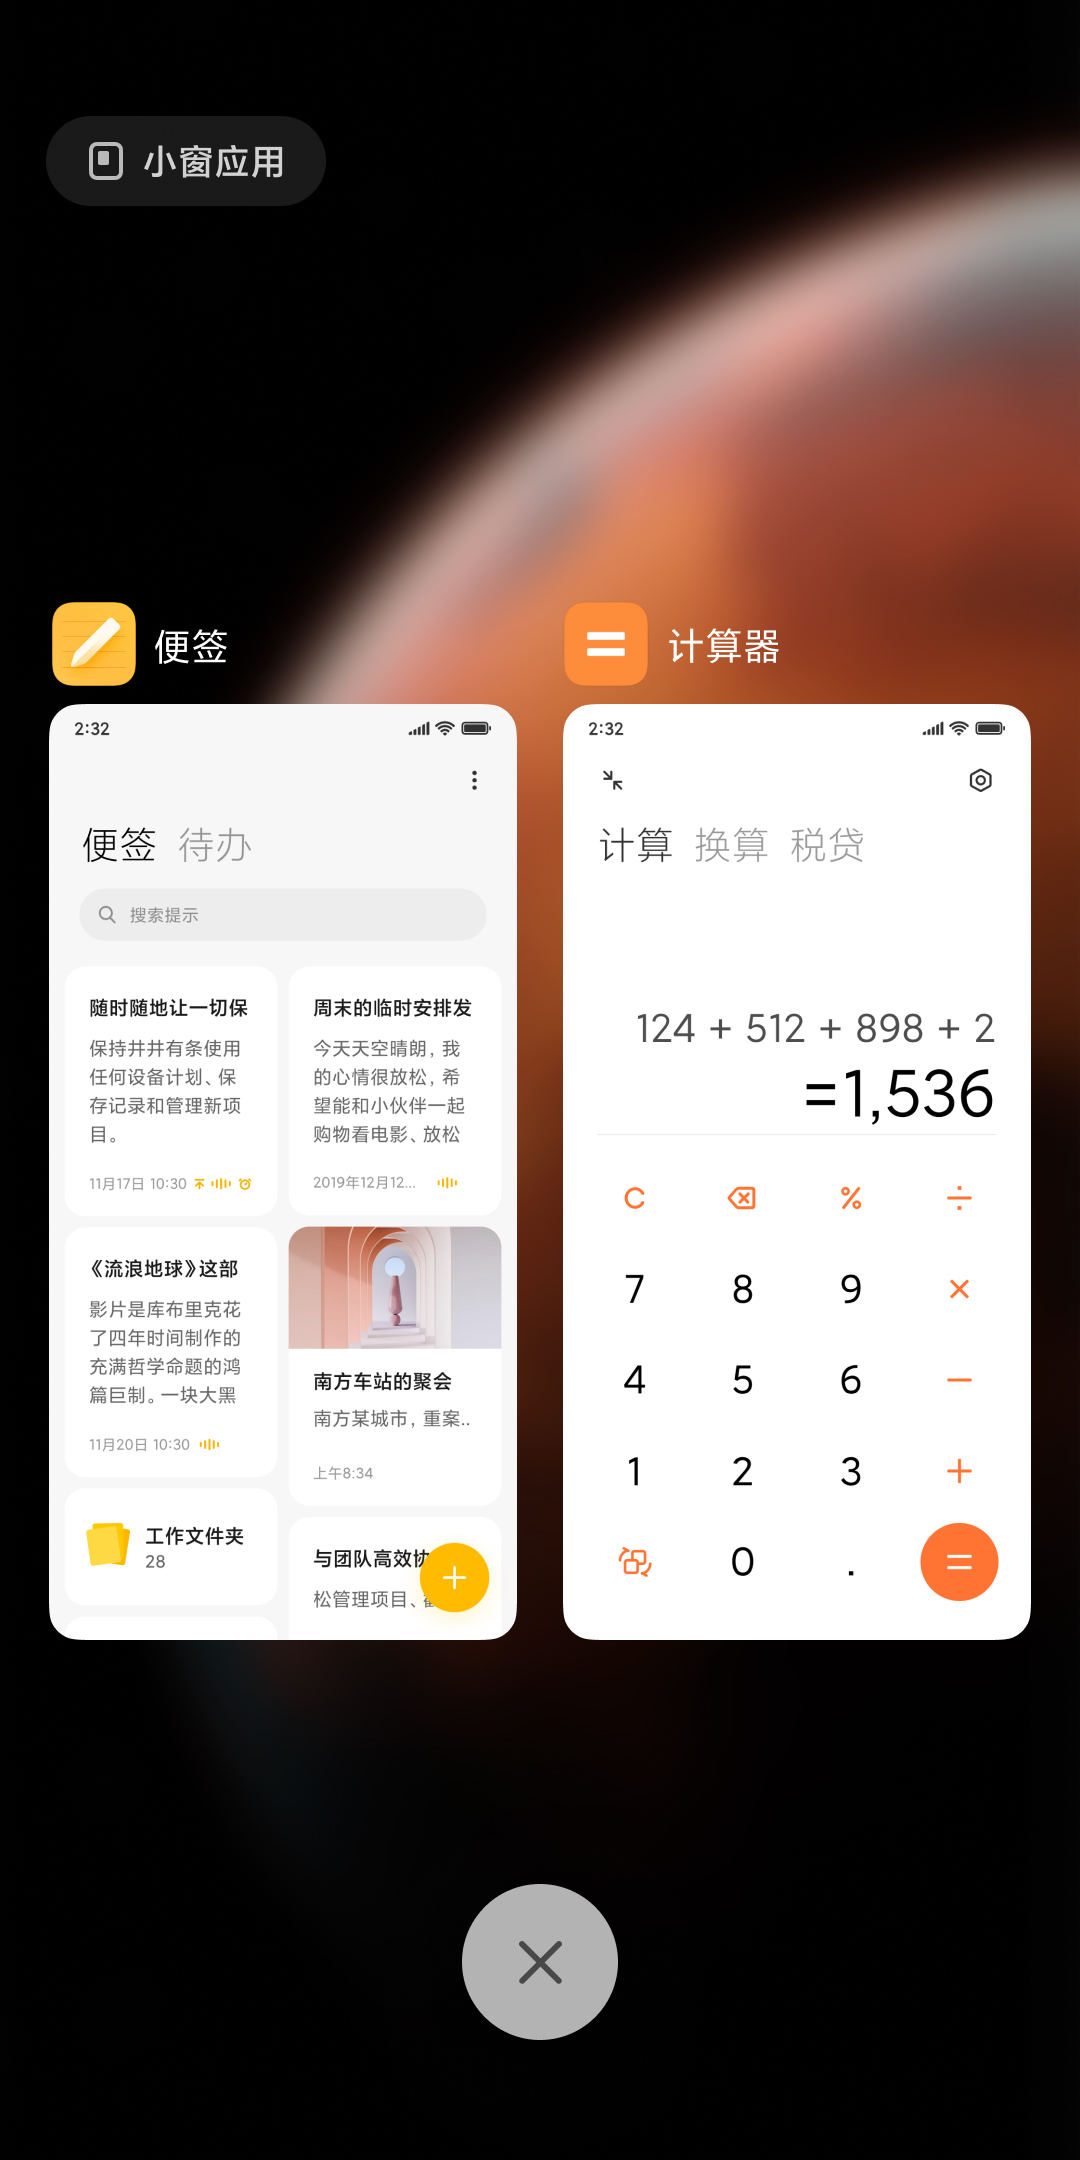 小窗应用
便签
2:32
便签 待办
搜索提示
随时随地让一切保
保持井井有条使用
任何设备计划、保
存记录和管理新项
目。
11月17日 10:30
周末的临时安排发
今天天空晴朗，我
的心情很放松，希
望能和小伙伴一起
购物看电影、放松
2019年12月12...
《流浪地球》这部
影片是库布里克花
了四年时间制作的
充满哲学命题的鸿
篇巨制。一块大黑
11月20日 10:30
南方车站的聚会
南方某城市，重案..
上午8:34
工作文件夹
28
与团队高效协
松管理项目、
计算器
2:32
计算 换算 税贷
124 + 512 + 898 + 2
=1,536
C % ÷
7 8 9 ×
4 5 6 −
1 2 3 +
0 . =